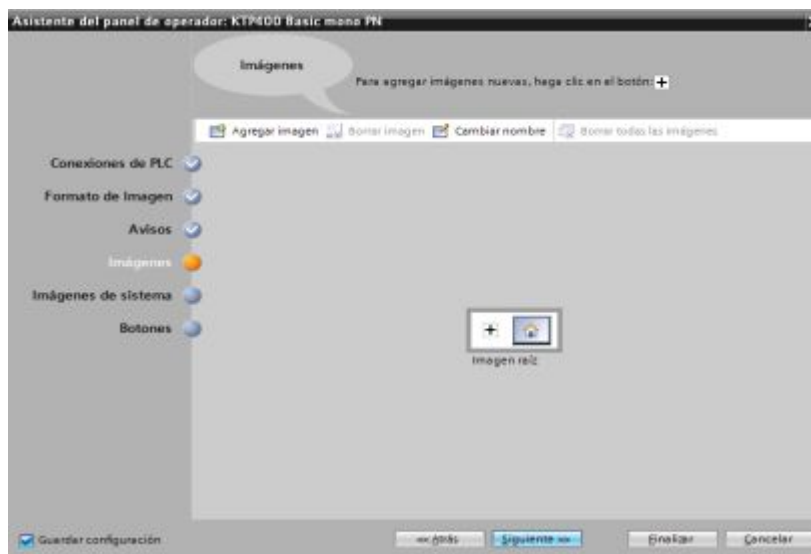 Asistente del panel de operador: KTP400 Basic mono PN
Imágenes
Para agregar imágenes nuevas, haga clic en el botón:
Agregar imagen Borrar imagen Cambiar nombre Borrar todas las imágenes
Conexiones de PLC
Formato de Imagen
Avisos
Imágenes
Imágenes de sistema
Botones
Imagen raíz
Guardar configuración
<< Atrás
Siguiente >>
Finalizar
Cancelar